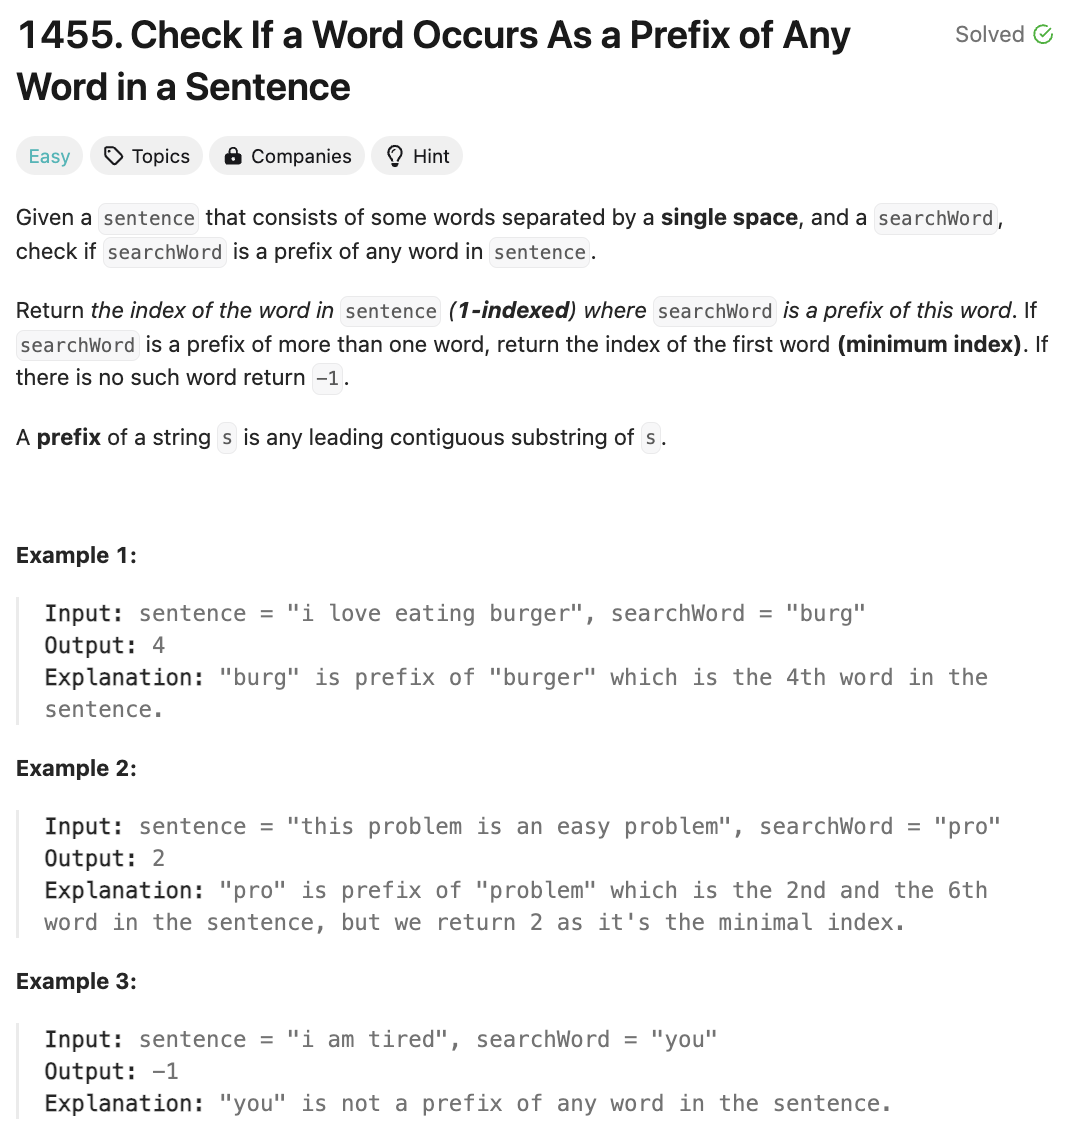 1455. Check If a Word Occurs As a Prefix of Any
Solved
Word in a Sentence
Easy Topics Companies Hint
Given a sentence that consists of some words separated by a single space, and a searchWord,
check if searchWord is a prefix of any word in sentence.
Return the index of the word in sentence (1-indexed) where searchWord is a prefix of this word. If
searchWord is a prefix of more than one word, return the index of the first word (minimum index). If
there is no such word return -1.
A prefix of a string s is any leading contiguous substring of s.
Example 1:
Input: sentence = "i love eating burger", searchWord = "burg"
Output: 4
Explanation: "burg" is prefix of "burger" which is the 4th word in the
sentence.
Example 2:
Input: sentence = "this problem is an easy problem", searchWord = "pro"
Output: 2
Explanation: "pro" is prefix of "problem" which is the 2nd and the 6th
word in the sentence, but we return 2 as it's the minimal index.
Example 3:
Input: sentence = "i am tired", searchWord = "you"
Output: -1
Explanation: "you" is not a prefix of any word in the sentence.